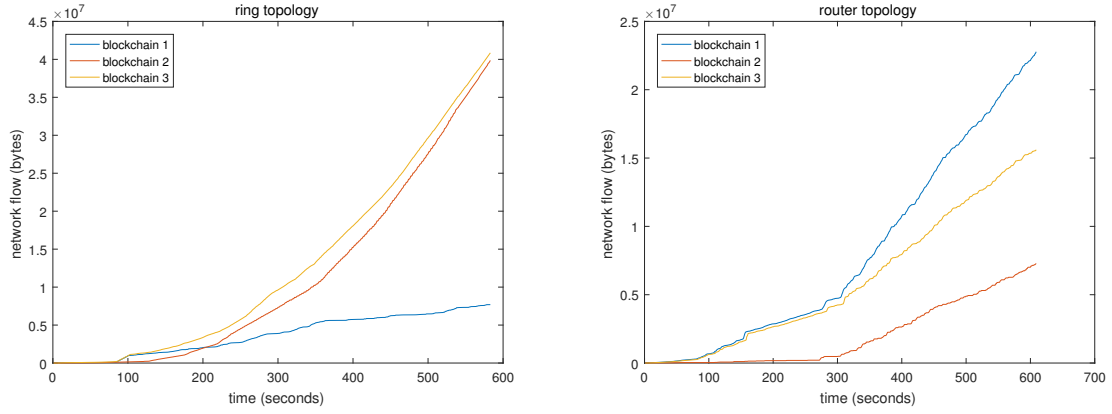 ring topology
×10^7
4.5
4
3.5
3
2.5
2
1.5
1
0.5
0
network flow (bytes)
blockchain 1
blockchain 2
blockchain 3
0 100 200 300 400 500 600
time (seconds)
router topology
×10^7
2.5
2
1.5
1
0.5
0
network flow (bytes)
blockchain 1
blockchain 2
blockchain 3
0 100 200 300 400 500 600 700
time (seconds)